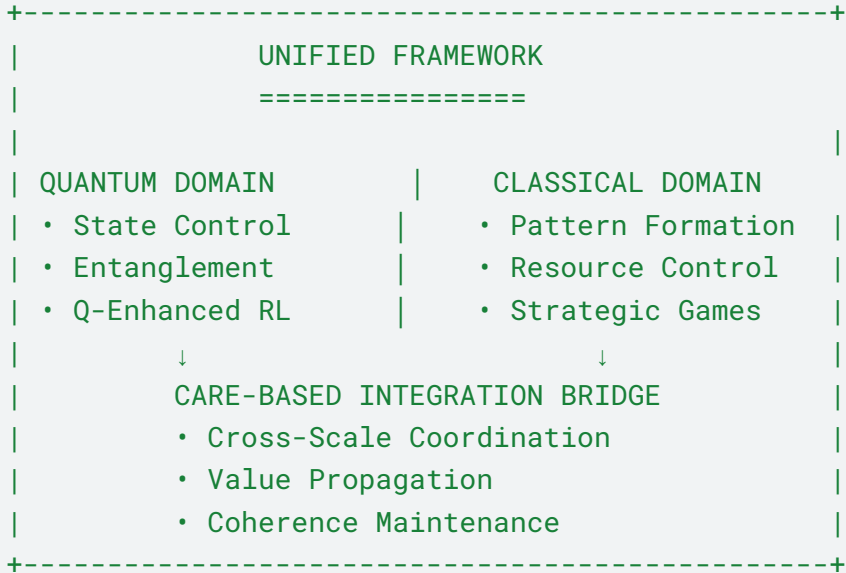 +------------------------------------------------+
|              UNIFIED FRAMEWORK
|              ================
|                                                |
| QUANTUM DOMAIN        |    CLASSICAL DOMAIN
| • State Control      |    • Pattern Formation  |
| • Entanglement       |    • Resource Control   |
| • Q-Enhanced RL      |    • Strategic Games    |
|         ↓                        ↓             |
|         CARE-BASED INTEGRATION BRIDGE          |
|         • Cross-Scale Coordination             |
|         • Value Propagation                    |
|         • Coherence Maintenance                |
+------------------------------------------------+